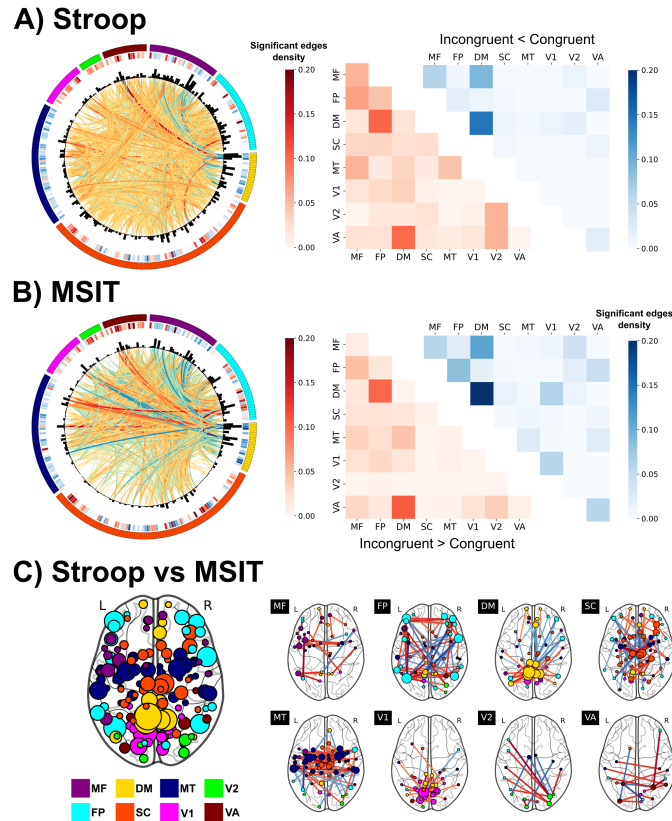 A) Stroop
Significant edges
density
0.20
0.15
0.10
0.05
0.00
Incongruent < Congruent
MF FP DM SC MT V1 V2 VA
MF
FP
DM
SC
MT
V1
V2
VA
MF FP DM SC MT V1 V2 VA
0.20
0.15
0.10
0.05
0.00
B) MSIT
0.20
0.15
0.10
0.05
0.00
MF FP DM SC MT V1 V2 VA
MF
FP
DM
SC
MT
V1
V2
VA
MF FP DM SC MT V1 V2 VA
Incongruent > Congruent
Significant edges
density
0.20
0.15
0.10
0.05
0.00
C) Stroop vs MSIT
L R
MF DM MT V2
FP SC V1 VA
MF L R
FP L R
DM L R
SC L R
MT L R
V1 L R
V2 L R
VA L R